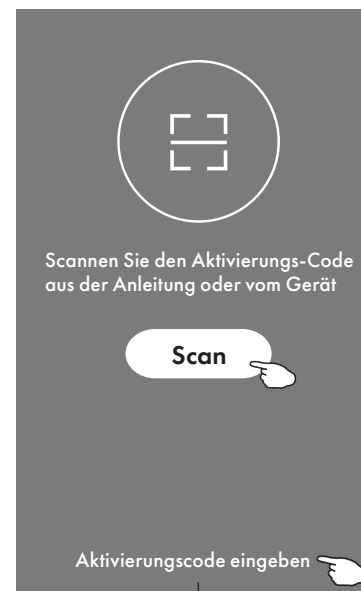 Scannen Sie den Aktivierungs-Code
aus der Anleitung oder vom Gerät
Scan
Aktivierungscode eingeben